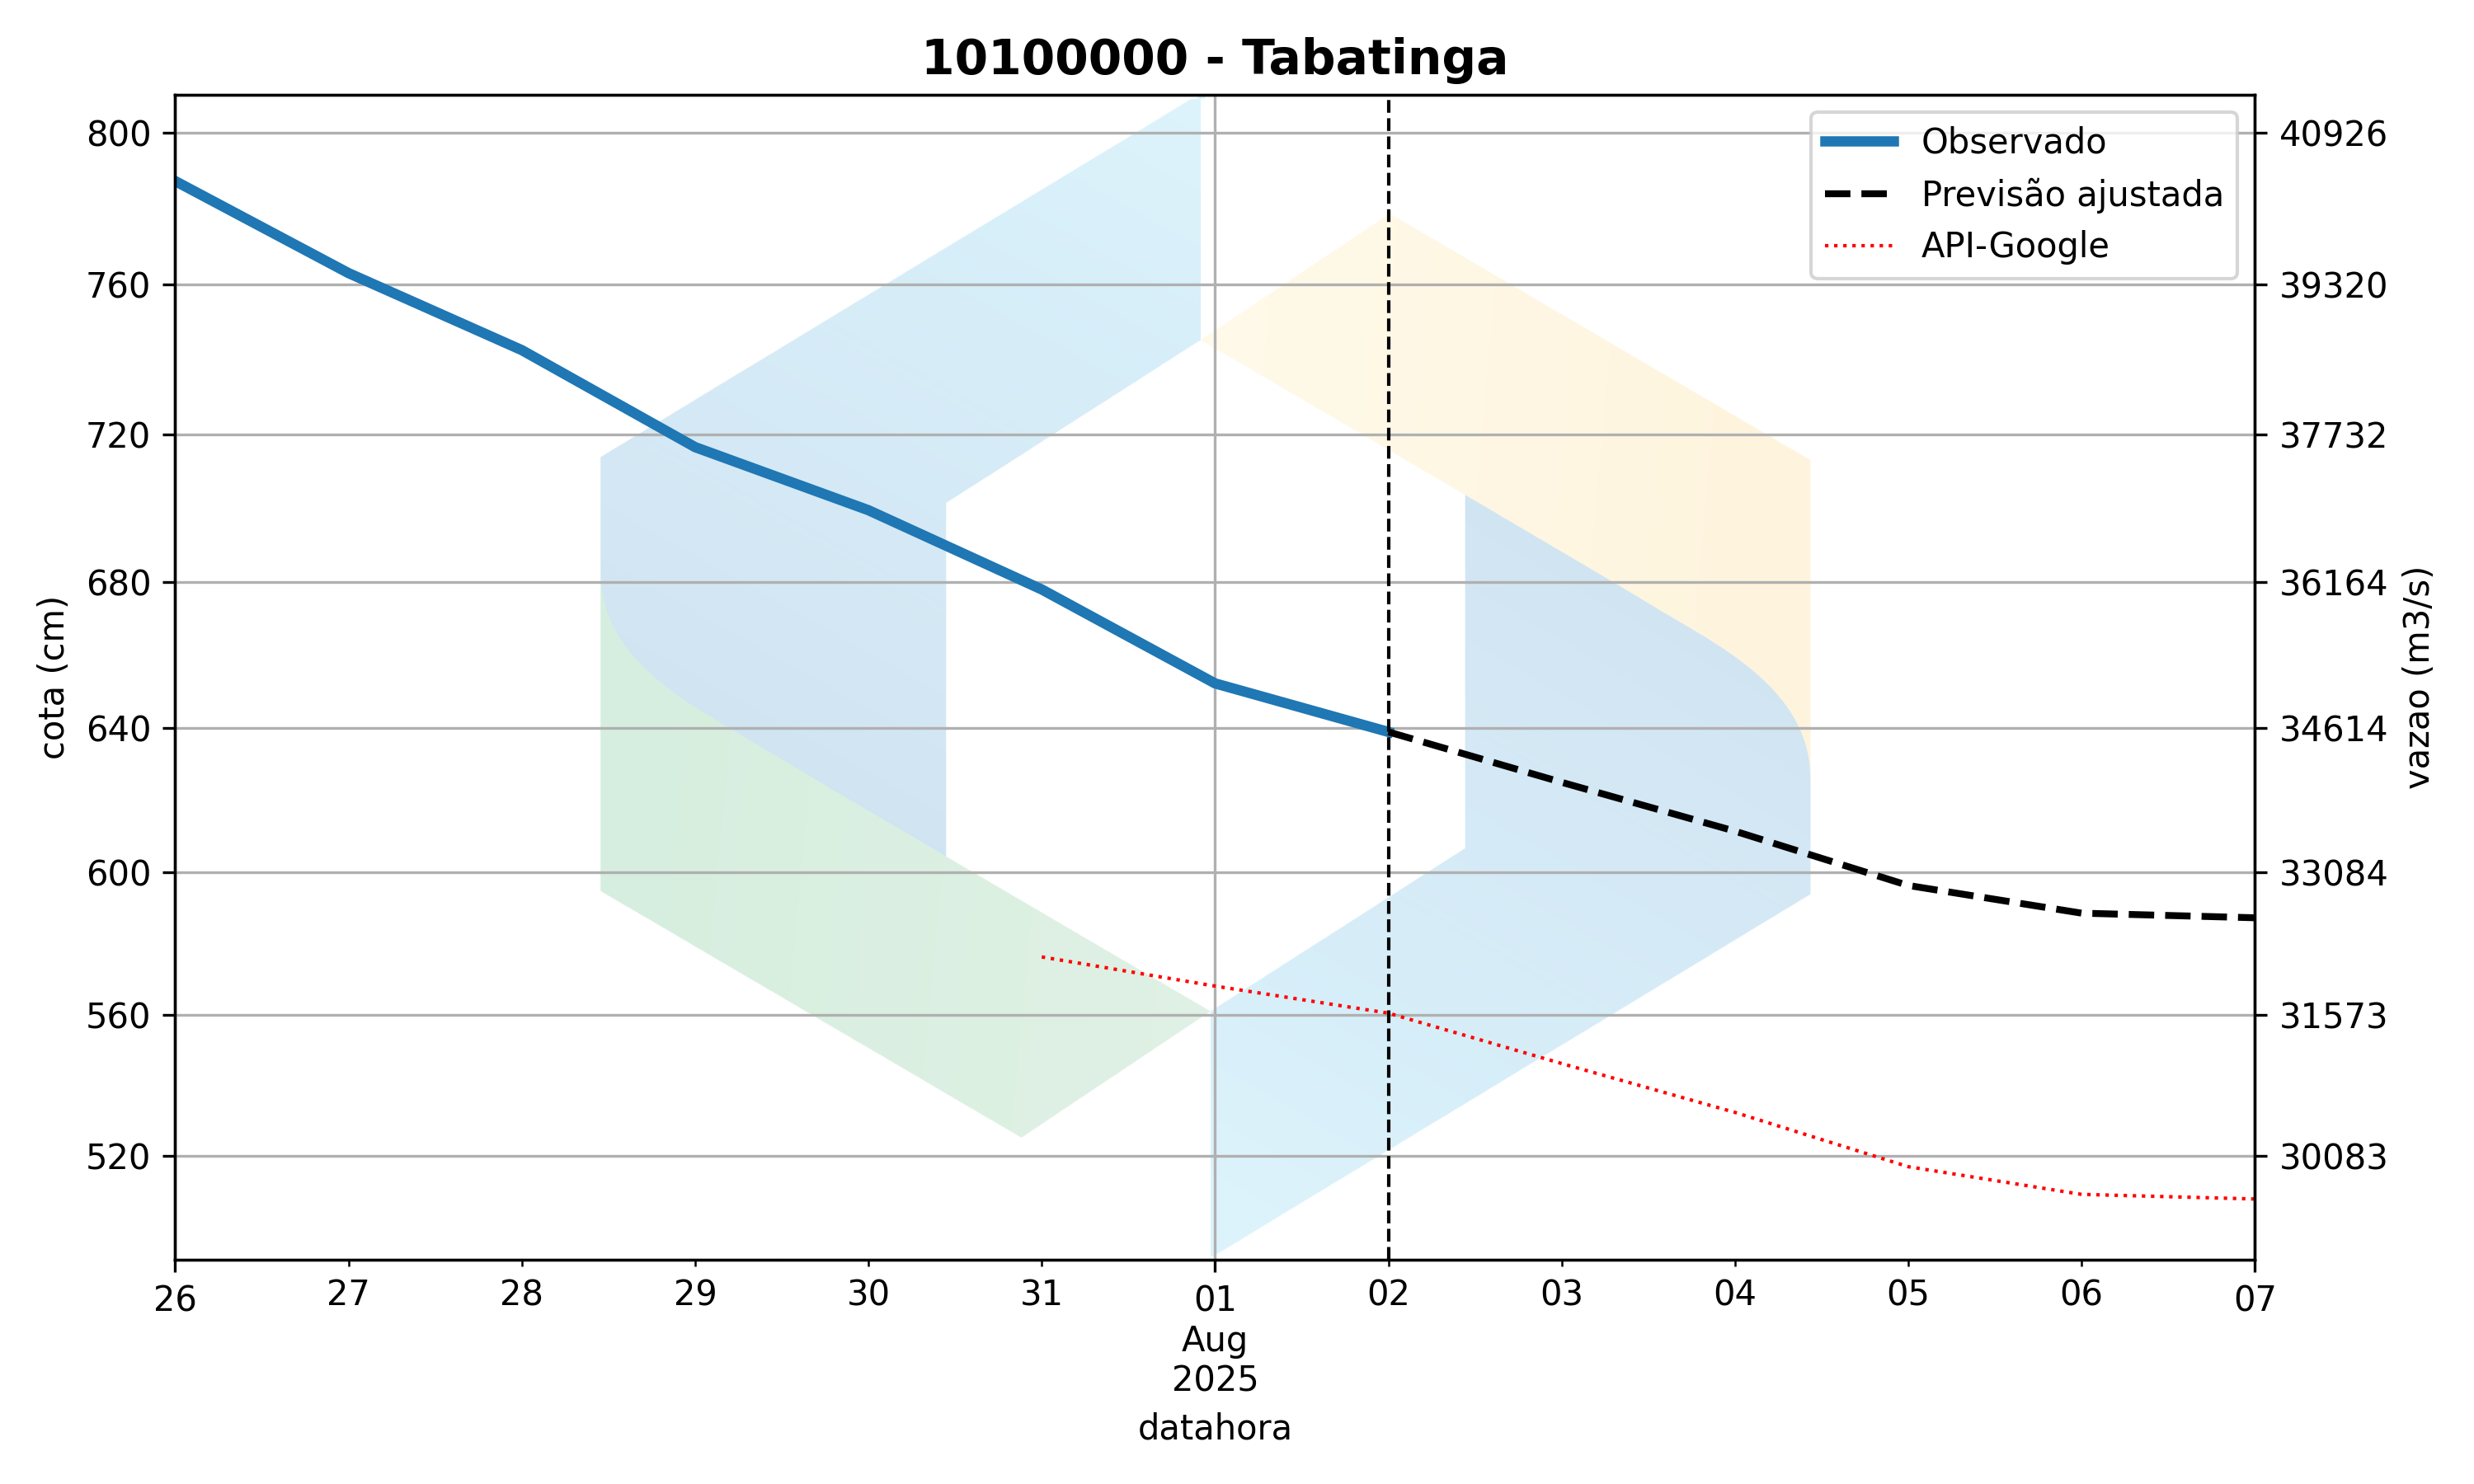 10100000 - Tabatinga
Observado
Previsão ajustada
API-Google
800
760
720
680
640
600
560
520
cota (cm)
40926
39320
37732
36164
34614
33084
31573
30083
vazao (m3/s)
26 27 28 29 30 31 01 02 03 04 05 06 07
Aug
2025
datahora